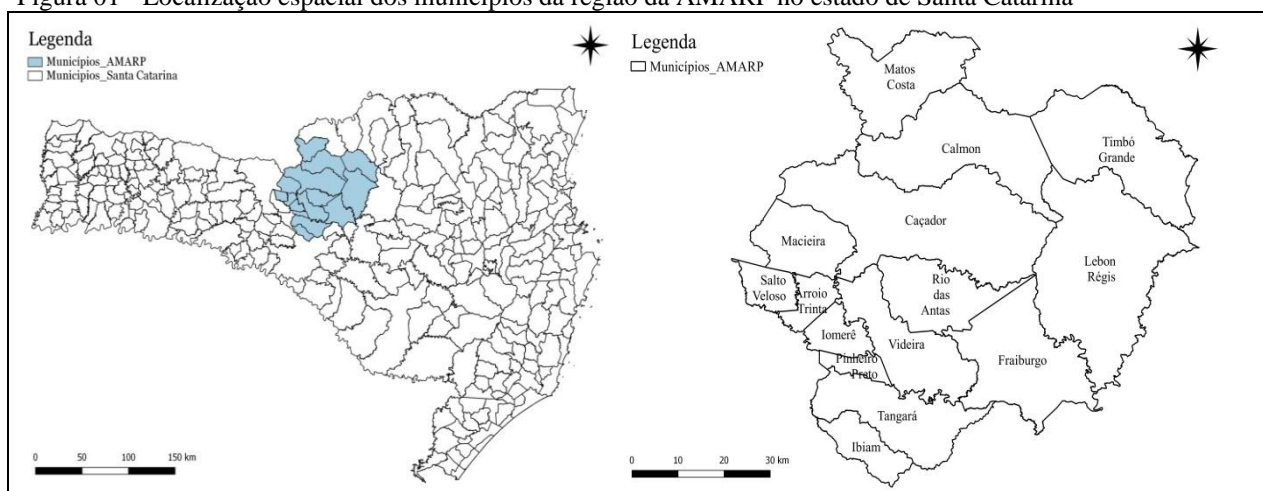 Figura 01 - Localização espacial dos municípios da região da AMARP no estado de Santa Catarina
Legenda
Municípios_AMARP
Municípios_Santa Catarina
0 50 100 150 km
Legenda
Municípios_AMARP
Matos
Costa
Calmon
Timbó
Grande
Caçador
Macieira
Lebon
Régis
Salto
Veloso
Arroio
Trinta
Rio
das
Antas
Iomerê
Videira
Fraiburgo
Pinheiro
Preto
Tangará
Ibiam
0 10 20 30 km